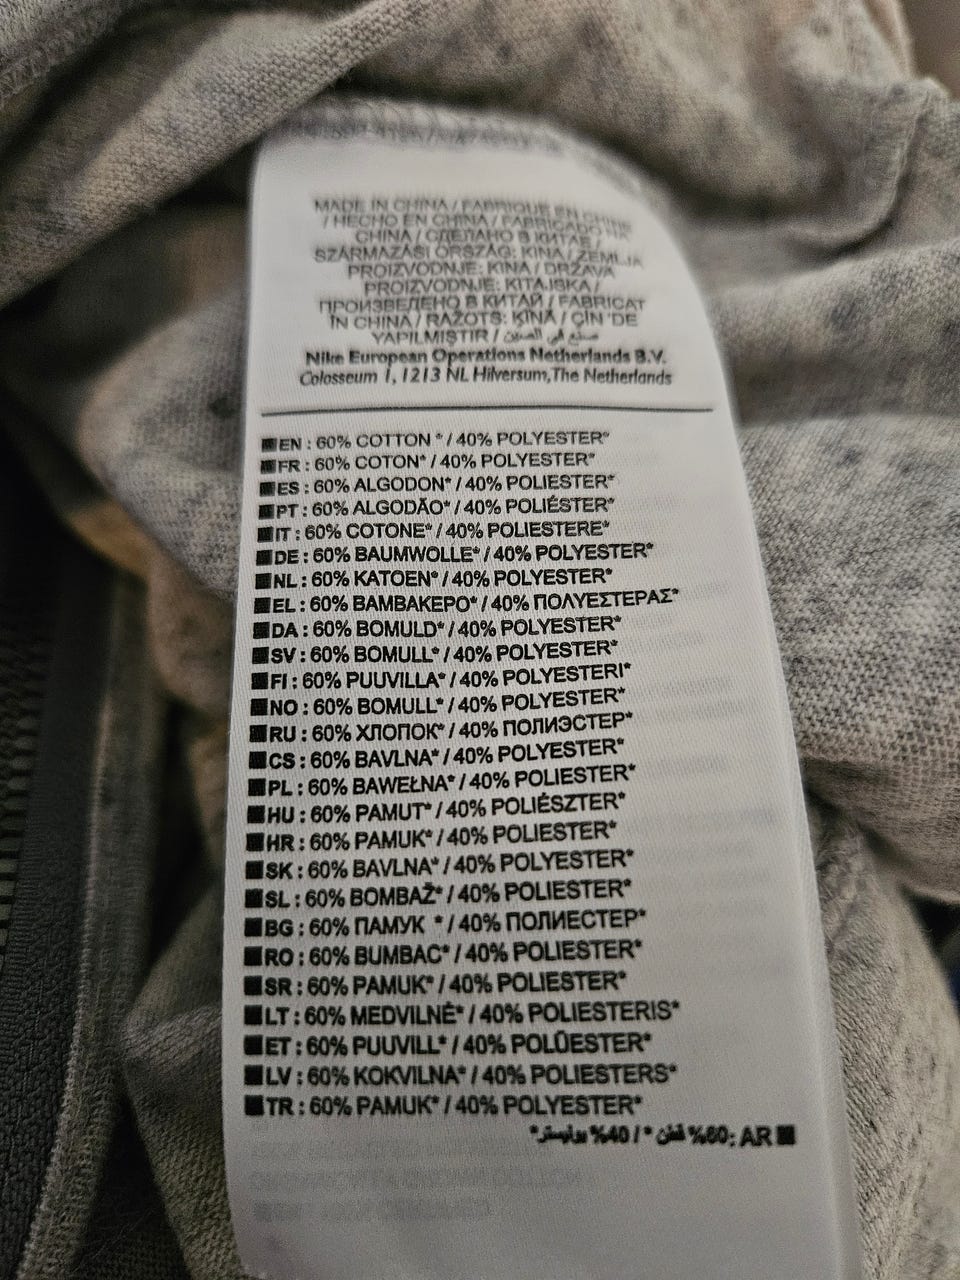 MADE IN CHINA / FABRIQUE EN CHINE
/ HECHO EN CHINA / FABRICADO NA
CHINA / СДЕЛАНО В КИТАЕ /
SZÁRMAZÁSI ORSZÁG: KINA / ZEMLJA
PROIZVODNJE: KINA / DRŽAVA
PROIZVODNJE: KITAJSKA /
ПРОИЗВЕДЕНО В КИТАЙ / FABRICAT
ÎN CHINA / RAŽOTS: ĶĪNĀ / ÇİN'DE
YAPILMIŞTIR / صنع في الصين
Nike European Operations Netherlands B.V.
Colosseum 1, 1213 NL Hilversum, The Netherlands
■EN : 60% COTTON * / 40% POLYESTER*
■FR : 60% COTON* / 40% POLYESTER*
■ES : 60% ALGODON* / 40% POLIESTER*
■PT : 60% ALGODÃO* / 40% POLIÉSTER*
■IT : 60% COTONE* / 40% POLIESTERE*
■DE : 60% BAUMWOLLE* / 40% POLYESTER*
■NL : 60% KATOEN* / 40% POLYESTER*
■EL : 60% ΒΑΜΒΑΚΕΡΟ* / 40% ΠΟΛΥΕΣΤΕΡΑΣ*
■DA : 60% BOMULD* / 40% POLYESTER*
■SV : 60% BOMULL* / 40% POLYESTER*
■FI : 60% PUUVILLA* / 40% POLYESTERI*
■NO : 60% BOMULL* / 40% POLYESTER*
■RU : 60% ХЛОПОК* / 40% ПОЛИЭСТЕР*
■CS : 60% BAVLNA* / 40% POLYESTER*
■PL : 60% BAWEŁNA* / 40% POLIESTER*
■HU : 60% PAMUT* / 40% POLIÉSZTER*
■HR : 60% PAMUK* / 40% POLIESTER*
■SK : 60% BAVLNA* / 40% POLYESTER*
■SL : 60% BOMBAŽ* / 40% POLIESTER*
■BG : 60% ПАМУК * / 40% ПОЛИЕСТЕР*
■RO : 60% BUMBAC* / 40% POLIESTER*
■SR : 60% PAMUK* / 40% POLIESTER*
■LT : 60% MEDVILNĖ* / 40% POLIESTERIS*
■ET : 60% PUUVILL* / 40% POLÜESTER*
■LV : 60% KOKVILNA* / 40% POLIESTERS*
■TR : 60% PAMUK* / 40% POLYESTER*
■ AR :60% قطن * / 40% بوليستر*